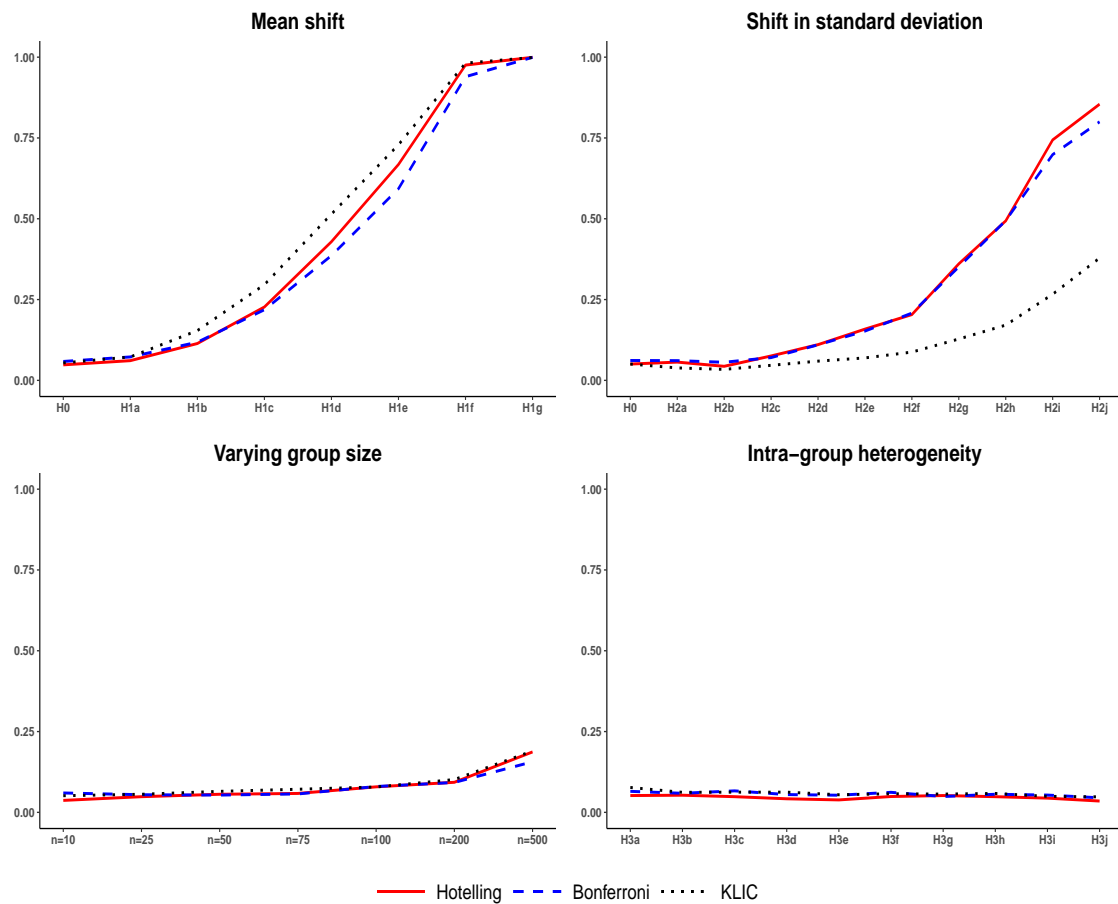 Mean shift
1.00
0.75
0.50
0.25
0.00
H0 H1a H1b H1c H1d H1e H1f H1g
Shift in standard deviation
1.00
0.75
0.50
0.25
0.00
H0 H2a H2b H2c H2d H2e H2f H2g H2h H2i H2j
Varying group size
1.00
0.75
0.50
0.25
0.00
n=10 n=25 n=50 n=75 n=100 n=200 n=500
Intra−group heterogeneity
1.00
0.75
0.50
0.25
0.00
H3a H3b H3c H3d H3e H3f H3g H3h H3i H3j
Hotelling Bonferroni KLIC